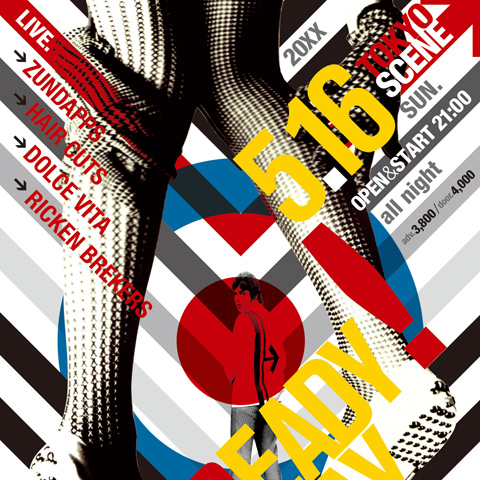 LIVE.
ZUNDAPPS
HAIR CUTS
DOLCE VITA
RICKEN BREKERS
20XX
TOKYO
SCENE
5.16
SUN.
OPEN&START 21:00
all night
adv.3,800/door.4,000
EADY